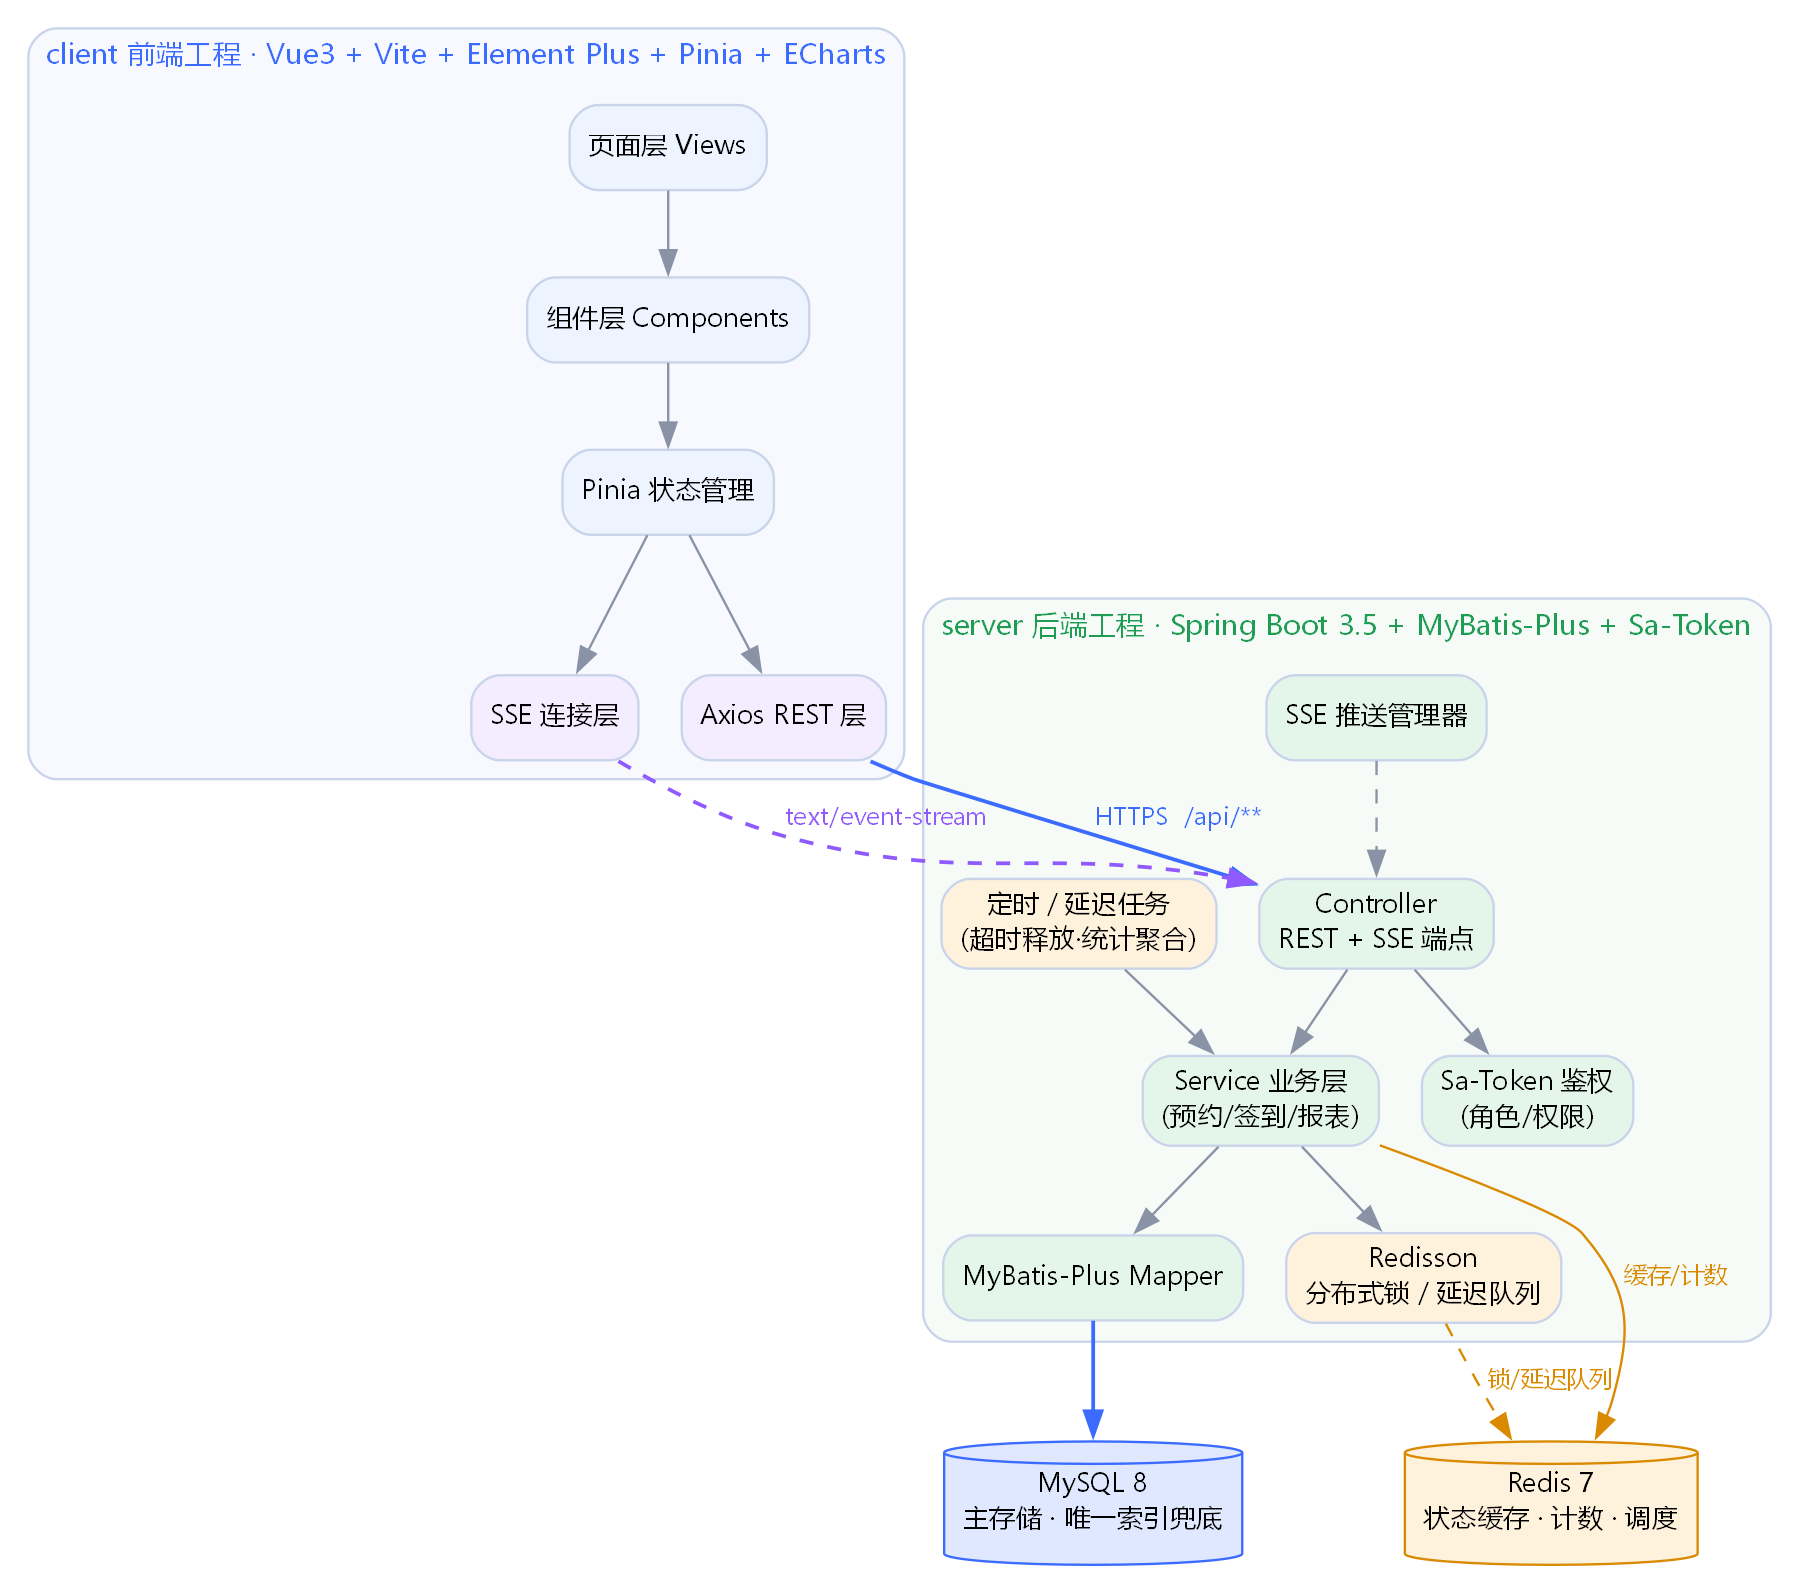 client 前端工程 · Vue3 + Vite + Element Plus + Pinia + ECharts
页面层 Views
组件层 Components
Pinia 状态管理
SSE 连接层
Axios REST 层
server 后端工程 · Spring Boot 3.5 + MyBatis-Plus + Sa-Token
SSE 推送管理器
text/event-stream
HTTPS /api/**
定时 / 延迟任务
(超时释放·统计聚合)
Controller
REST + SSE 端点
Service 业务层
(预约/签到/报表)
Sa-Token 鉴权
(角色/权限)
MyBatis-Plus Mapper
Redisson
分布式锁 / 延迟队列
缓存/计数
锁/延迟队列
MySQL 8
主存储 · 唯一索引兜底
Redis 7
状态缓存 · 计数 · 调度